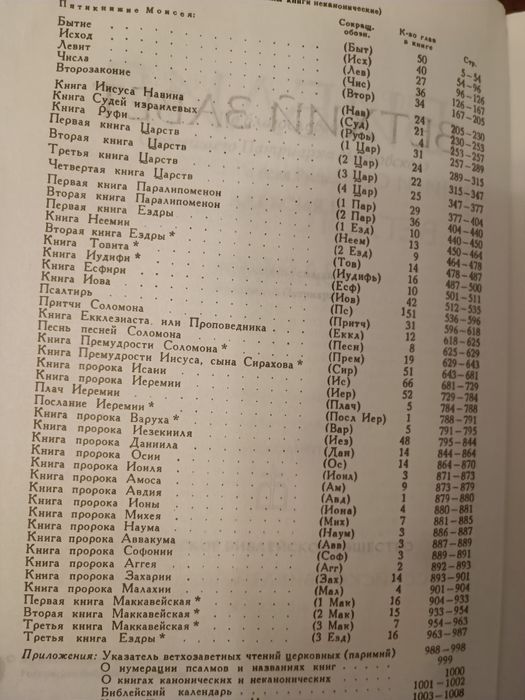 книги неканонические)
Пятикнижие Моисея: Сокращ. обозн. К-во глав в книге Стр.
Бытие (Быт) 50 5–54
Исход (Исх) 40 54–96
Левит (Лев) 27 96–126
Числа (Чис) 36 126–167
Второзаконие (Втор) 34 167–205
Книга Иисуса Навина (Нав) 24 205–230
Книга Судей израилевых (Суд) 21 230–253
Книга Руфи (Руфь) 4 253–257
Первая книга Царств (1 Цар) 31 257–289
Вторая книга Царств (2 Цар) 24 289–315
Третья книга Царств (3 Цар) 22 315–347
Четвертая книга Царств (4 Цар) 25 347–377
Первая книга Паралипоменон (1 Пар) 29 377–404
Вторая книга Паралипоменон (2 Пар) 36 404–440
Первая книга Ездры (1 Езд) 10 440–450
Книга Неемии (Неем) 13 450–464
Вторая книга Ездры * (2 Езд) 9 464–478
Книга Товита * (Тов) 14 478–487
Книга Иудифи * (Иудифь) 16 487–500
Книга Есфири (Есф) 10 501–511
Книга Иова (Иов) 42 512–535
Псалтирь (Пс) 151 536–596
Притчи Соломона (Притч) 31 596–618
Книга Екклезиаста, или Проповедника (Еккл) 12 618–625
Песнь песней Соломона (Песн) 8 625–629
Книга Премудрости Соломона * (Прем) 19 629–643
Книга Премудрости Иисуса, сына Сирахова * (Сир) 51 643–681
Книга пророка Исаии (Ис) 66 681–729
Книга пророка Иеремии (Иер) 52 729–784
Плач Иеремии (Плач) 5 784–788
Послание Иеремии * (Посл Иер) 1 788–791
Книга пророка Варуха * (Вар) 5 791–795
Книга пророка Иезекииля (Иез) 48 795–844
Книга пророка Даниила (Дан) 14 844–864
Книга пророка Осии (Ос) 14 864–870
Книга пророка Иоиля (Иоил) 3 871–873
Книга пророка Амоса (Ам) 9 873–879
Книга пророка Авдия (Авд) 1 879–880
Книга пророка Ионы (Иона) 4 880–881
Книга пророка Михея (Мих) 7 881–885
Книга пророка Наума (Наум) 3 886–887
Книга пророка Аввакума (Авв) 3 887–889
Книга пророка Софонии (Соф) 3 889–891
Книга пророка Аггея (Агг) 2 892–893
Книга пророка Захарии (Зах) 14 893–901
Книга пророка Малахии (Мал) 4 901–904
Первая книга Маккавейская * (1 Мак) 16 904–933
Вторая книга Маккавейская * (2 Мак) 15 933–954
Третья книга Маккавейская * (3 Мак) 7 954–963
Третья книга Ездры * (3 Езд) 16 963–987
Приложения: Указатель ветхозаветных чтений церковных (паримий) 988–998
О нумерации псалмов и названиях книг 999
О книгах канонических и неканонических 1000
Библейский календарь 1001–1002
1003–1008